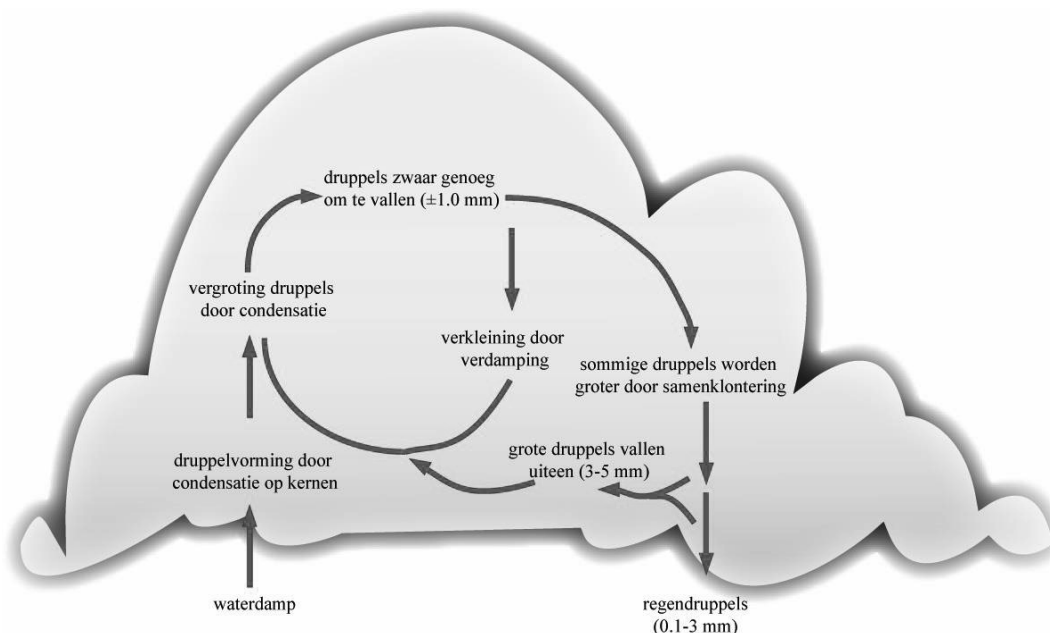 druppels zwaar genoeg
om te vallen (±1.0 mm)
vergroting druppels
door condensatie
verkleining door
verdamping
sommige druppels worden
groter door samenklontering
grote druppels vallen
uiteen (3-5 mm)
druppelvorming door
condensatie op kernen
waterdamp
regendruppels
(0.1-3 mm)